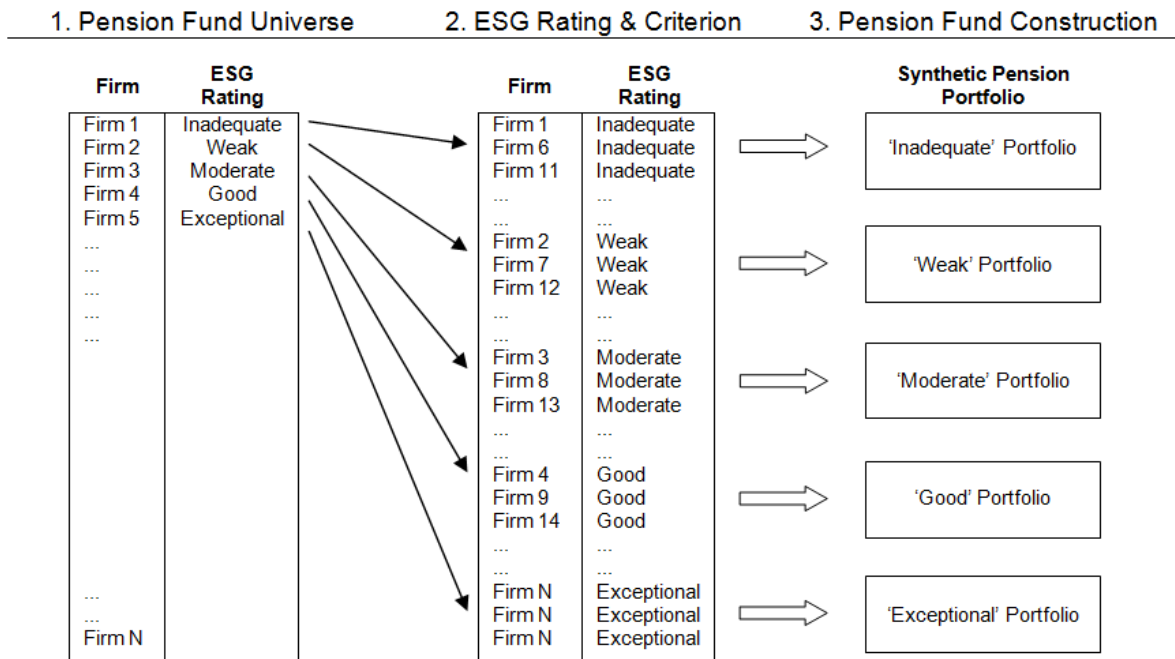 1. Pension Fund Universe 2. ESG Rating & Criterion 3. Pension Fund Construction
Firm
ESG
Rating
Firm 1 Inadequate
Firm 2 Weak
Firm 3 Moderate
Firm 4 Good
Firm 5 Exceptional
...
...
...
...
...
...
...
Firm N
Firm
ESG
Rating
Firm 1 Inadequate
Firm 6 Inadequate
Firm 11 Inadequate
... ...
... ...
Firm 2 Weak
Firm 7 Weak
Firm 12 Weak
... ...
... ...
Firm 3 Moderate
Firm 8 Moderate
Firm 13 Moderate
... ...
... ...
Firm 4 Good
Firm 9 Good
Firm 14 Good
... ...
... ...
Firm N Exceptional
Firm N Exceptional
Firm N Exceptional
Synthetic Pension
Portfolio
‘Inadequate’ Portfolio
‘Weak’ Portfolio
‘Moderate’ Portfolio
‘Good’ Portfolio
‘Exceptional’ Portfolio